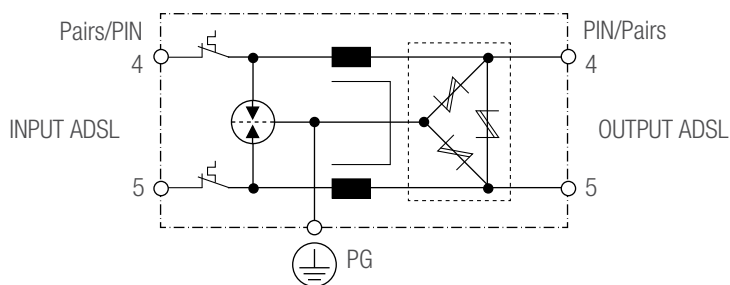 Pairs/PIN
PIN/Pairs
4
4
INPUT ADSL
OUTPUT ADSL
5
5
PG